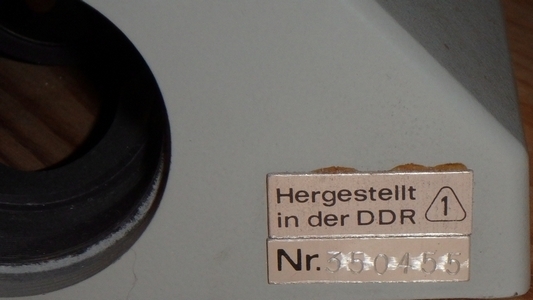 Hergestellt
in der DDR 1
Nr. 350455